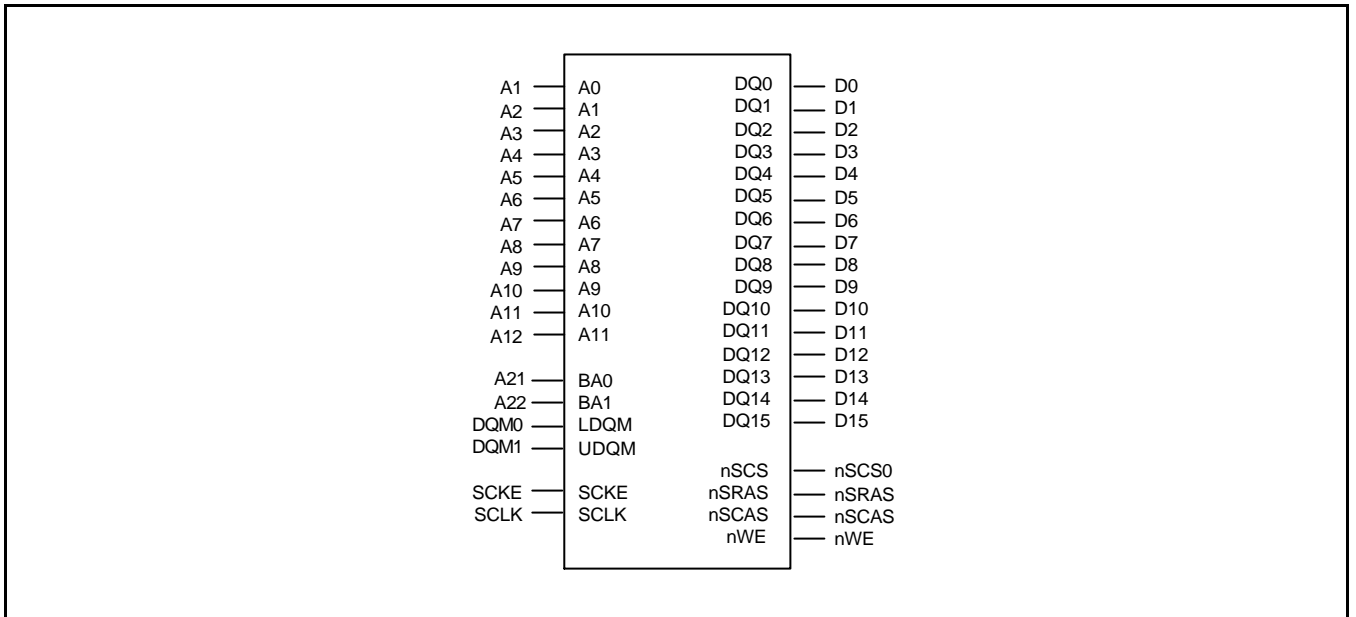 A1 A0 DQ0 D0
A2 A1 DQ1 D1
A3 A2 DQ2 D2
A4 A3 DQ3 D3
A5 A4 DQ4 D4
A6 A5 DQ5 D5
A7 A6 DQ6 D6
A8 A7 DQ7 D7
A9 A8 DQ8 D8
A10 A9 DQ9 D9
A11 A10 DQ10 D10
A12 A11 DQ11 D11
DQ12 D12
A21 BA0 DQ13 D13
A22 BA1 DQ14 D14
DQM0 LDQM DQ15 D15
DQM1 UDQM
nSCS nSCS0
SCKE SCKE nSRAS nSRAS
SCLK SCLK nSCAS nSCAS
nWE nWE